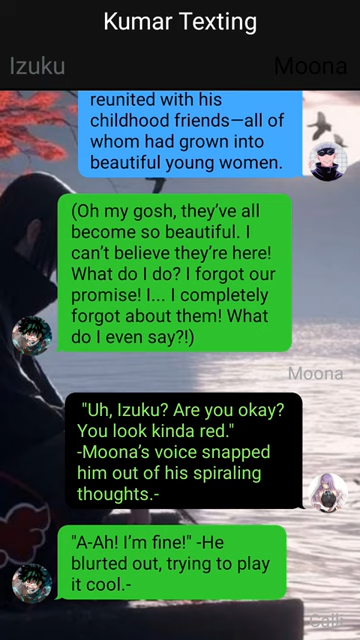 Kumar Texting
Izuku
Moona
reunited with his
childhood friends—all of
whom had grown into
beautiful young women.
(Oh my gosh, they've all
become so beautiful. I
can't believe they're here!
What do I do? I forgot our
promise! I... I completely
forgot about them! What
do I even say?!)
Moona
"Uh, Izuku? Are you okay?
You look kinda red."
-Moona's voice snapped
him out of his spiraling
thoughts.-
"A-Ah! I'm fine!" -He
blurted out, trying to play
it cool.-